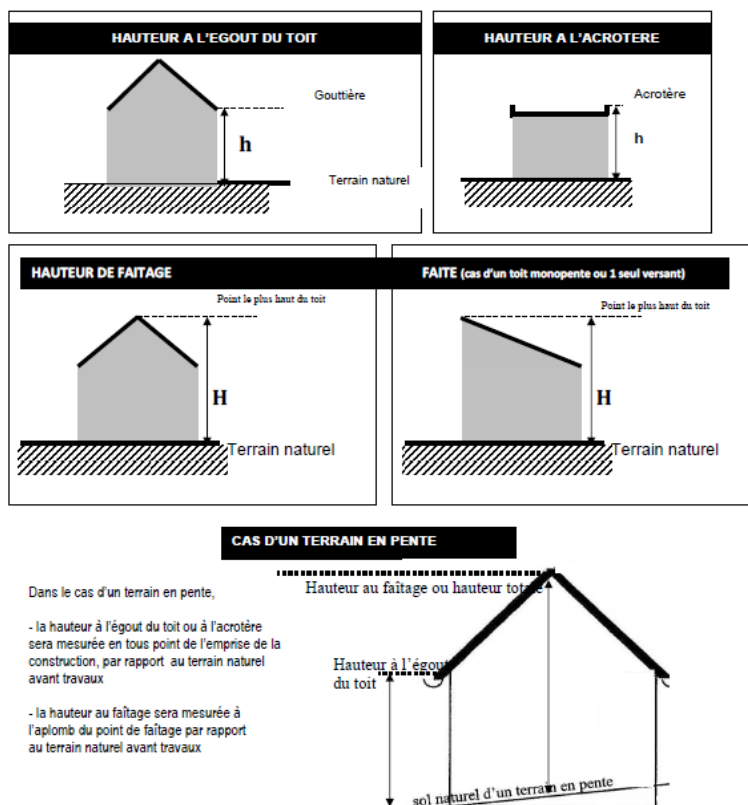 HAUTEUR A L'EGOUT DU TOIT
Gouttière
h
Terrain naturel
HAUTEUR A L'ACROTERE
Acrotère
h
HAUTEUR DE FAITAGE
Point le plus haut du toit
H
Terrain naturel
FAITE (cas d'un toit monopente ou 1 seul versant)
Point le plus haut du toit
H
Terrain naturel
CAS D'UN TERRAIN EN PENTE
Dans le cas d'un terrain en pente,
- la hauteur à l'égout du toit ou à l'acrotère
sera mesurée en tous point de l'emprise de la
construction, par rapport au terrain naturel
avant travaux
- la hauteur au faîtage sera mesurée à
l'aplomb du point de faîtage par rapport
au terrain naturel avant travaux
Hauteur au faîtage ou hauteur totale
Hauteur à l'égout
du toit
sol naturel d'un terrain en pente